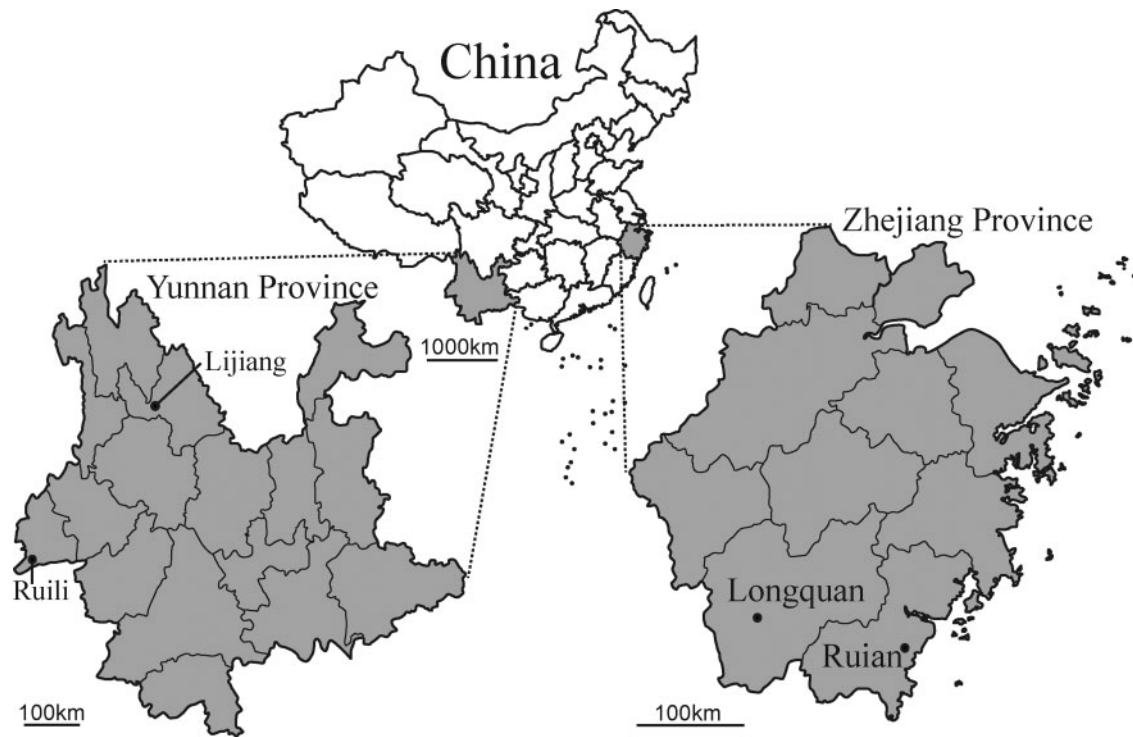 China
Zhejiang Province
Yunnan Province
1000km
Lijiang
Ruili
Longquan
Ruian
100km
100km